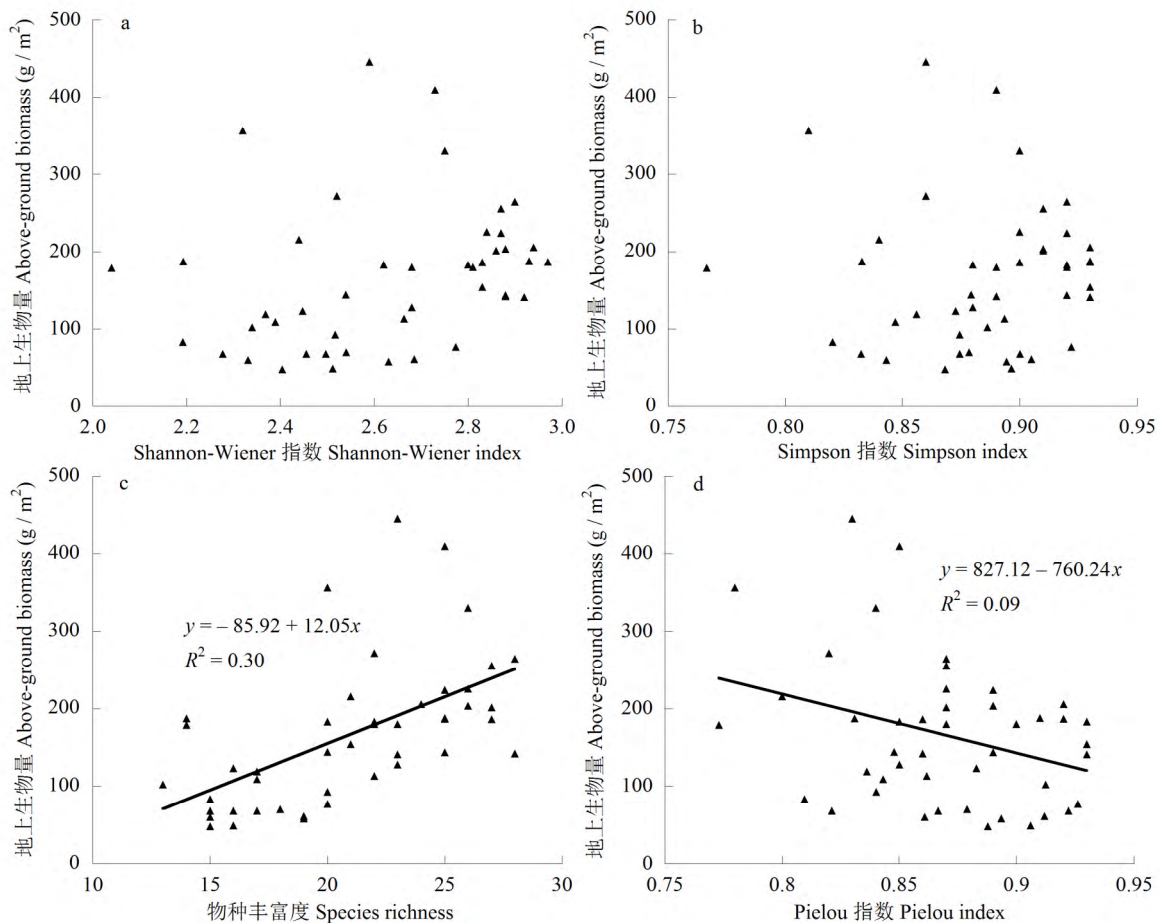 a
500
400
300
200
100
0
地上生物量 Above-ground biomass (g / m²)
2.0 2.2 2.4 2.6 2.8 3.0
Shannon-Wiener 指数 Shannon-Wiener index
b
500
400
300
200
100
0
地上生物量 Above-ground biomass (g / m²)
0.75 0.80 0.85 0.90 0.95
Simpson 指数 Simpson index
c
500
400
300
200
100
0
地上生物量 Above-ground biomass (g / m²)
y = – 85.92 + 12.05x
R² = 0.30
10 15 20 25 30
物种丰富度 Species richness
d
500
400
300
200
100
0
地上生物量 Above-ground biomass (g / m²)
y = 827.12 – 760.24x
R² = 0.09
0.75 0.8 0.85 0.9 0.95
Pielou 指数 Pielou index